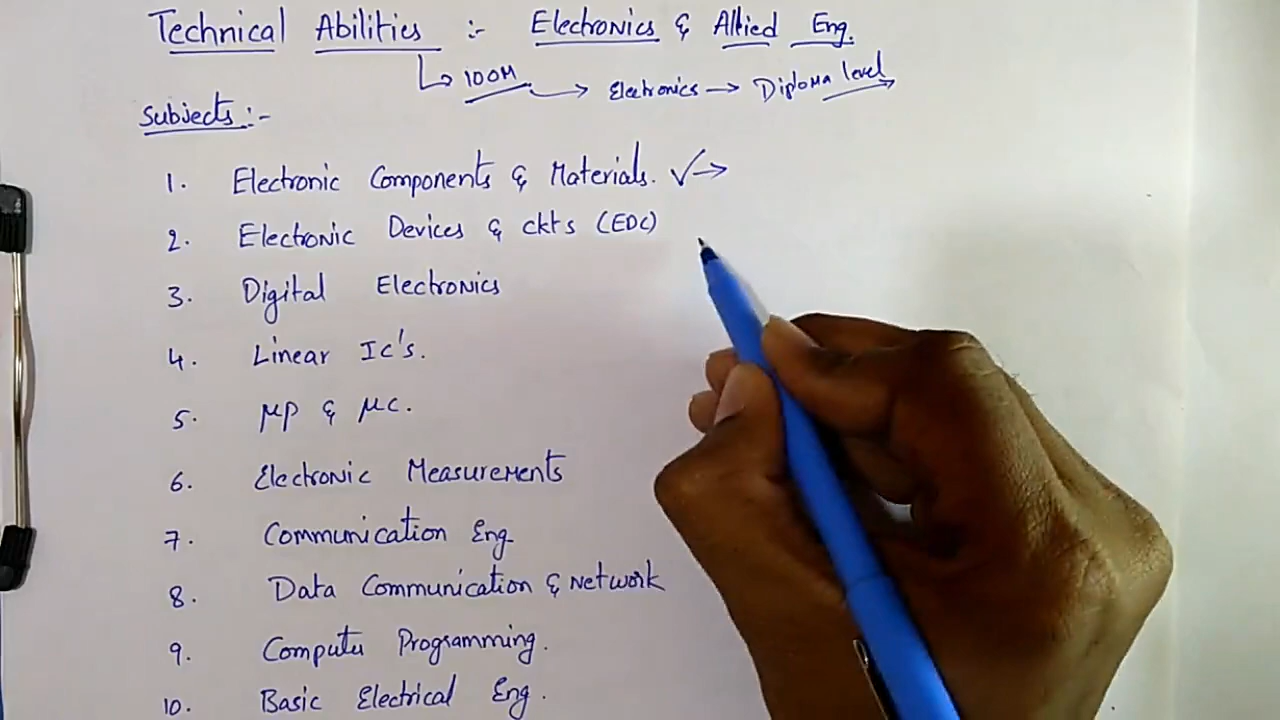 Technical Abilities :- Electronics & Allied Eng.
100M → Electronics → Diploma level
Subjects :-
1. Electronic Components & Materials. ✓→
2. Electronic Devices & ckts (EDC)
3. Digital Electronics
4. Linear Ic's.
5. μp & μc.
6. Electronic Measurements
7. Communication Eng.
8. Data Communication & Network
9. Computer Programming.
10. Basic Electrical Eng.